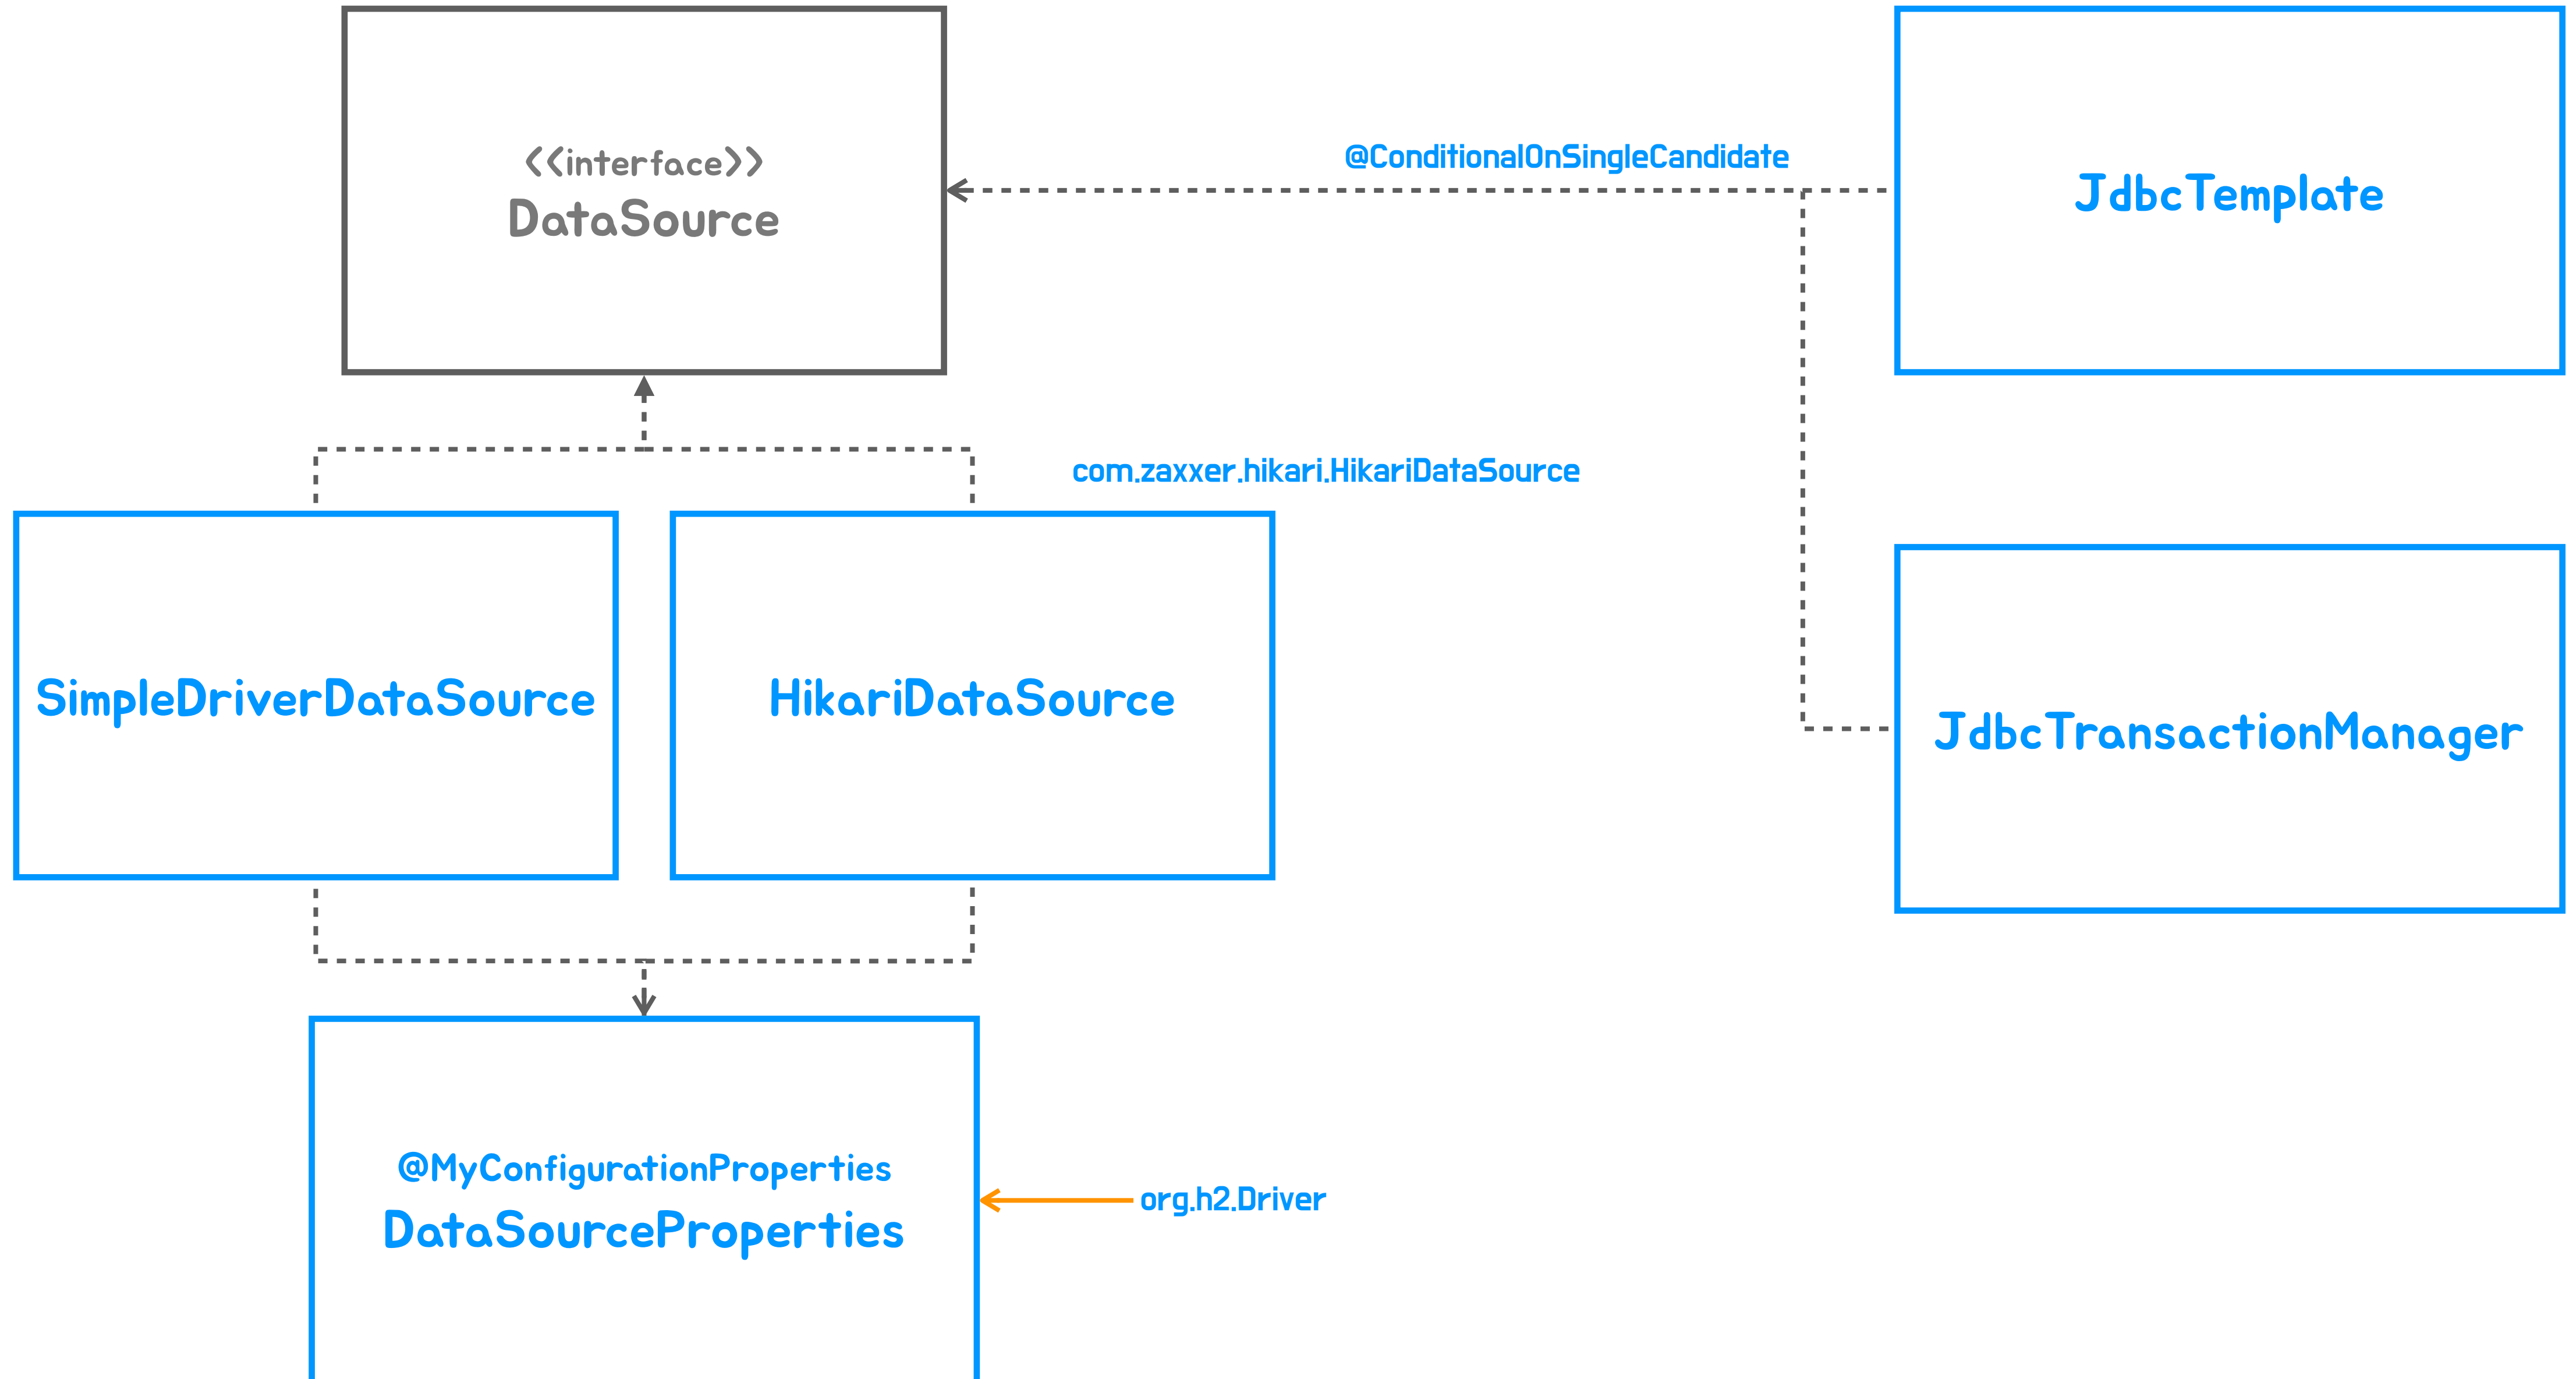 <<interface>>
DataSource
@ConditionalOnSingleCandidate
JdbcTemplate
com.zaxxer.hikari.HikariDataSource
SimpleDriverDataSource
HikariDataSource
JdbcTransactionManager
@MyConfigurationProperties
DataSourceProperties
org.h2.Driver